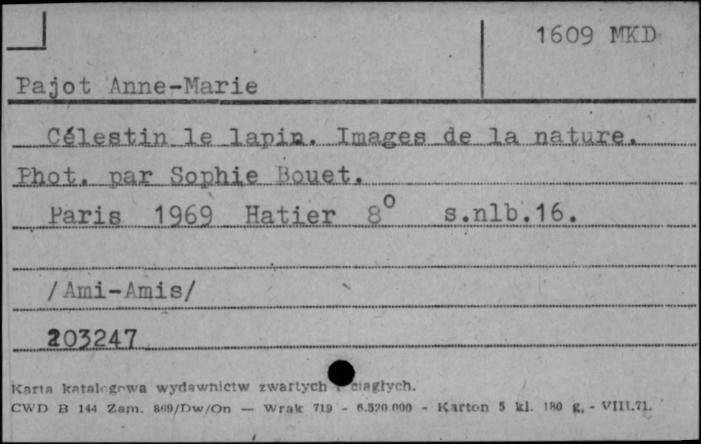 1609 MKD
Pajot Anne-Marie
Célestin le lapin. Images de la nature.
Phot. par Sophie Bouet.
Paris 1969 Hatier 8° s.nlb.16.
/Ami-Amis/
203247
Karta katalogowa wydawnictw zwartych i ciągłych.
CWD B 144 Zam. 869/Dw/On — Wrak 719 - 6.520.000 - Karton 5 kl. 180 g, - VIII.71.